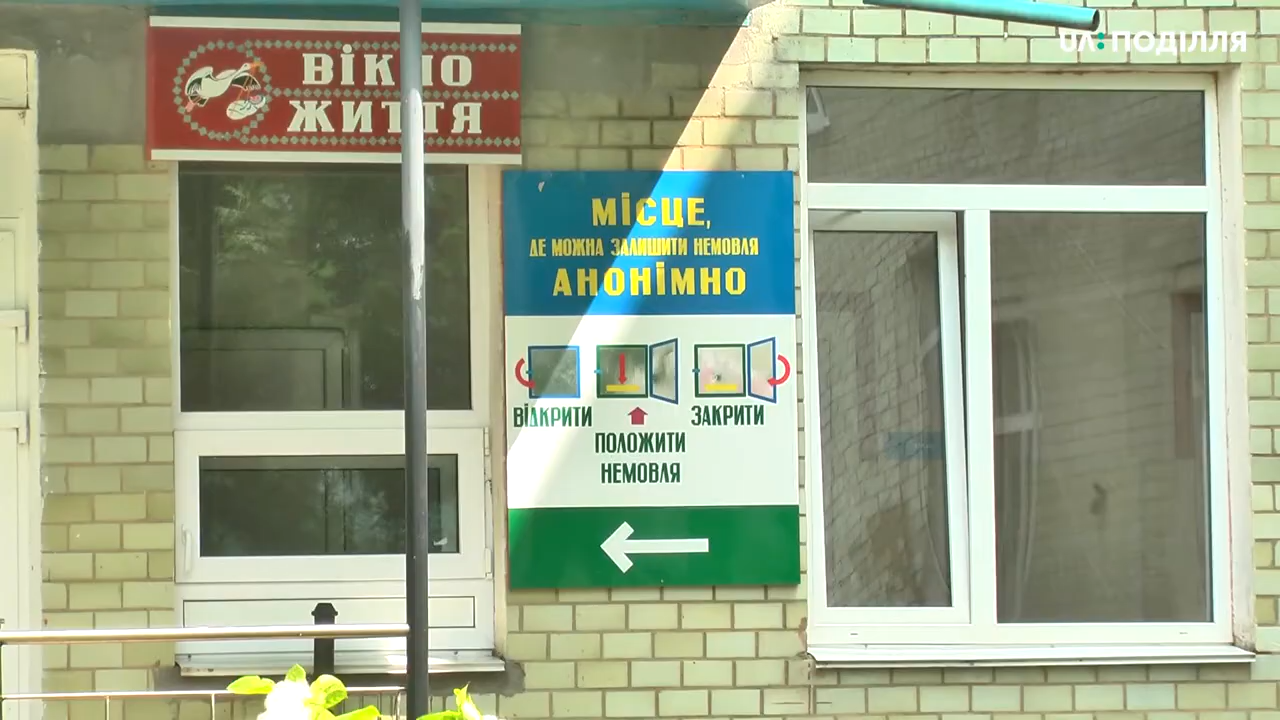 UA:ПОДІЛЛЯ
ВІКНО
ЖИТТЯ
МІСЦЕ,
ДЕ МОЖНА ЗАЛИШИТИ НЕМОВЛЯ
АНОНІМНО
ВІДКРИТИ
ЗАКРИТИ
ПОЛОЖИТИ
НЕМОВЛЯ